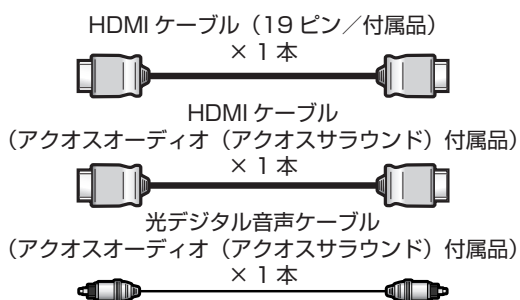 HDMI ケーブル（19 ピン／付属品）
× 1 本
HDMI ケーブル
（アクオスオーディオ（アクオスサラウンド）付属品）
× 1 本
光デジタル音声ケーブル
（アクオスオーディオ（アクオスサラウンド）付属品）
× 1 本